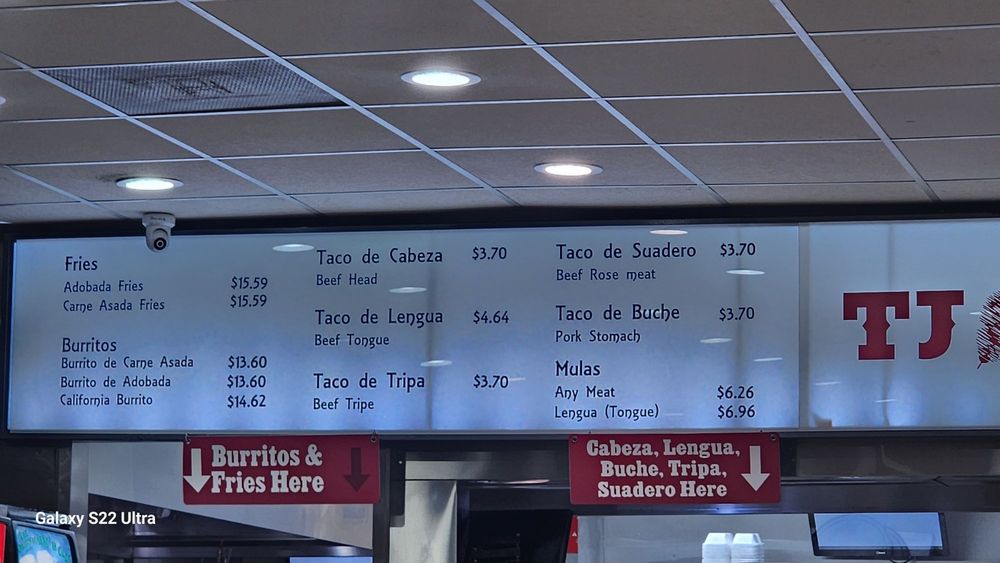 Fries
Adobada Fries $15.59
Carne Asada Fries $15.59
Burritos
Burrito de Carne Asada $13.60
Burrito de Adobada $13.60
California Burrito $14.62
Taco de Cabeza $3.70
Beef Head
Taco de Lengua $4.64
Beef Tongue
Taco de Tripa $3.70
Beef Tripe
Taco de Suadero $3.70
Beef Rose meat
Taco de Buche $3.70
Pork Stomach
Mulas
Any Meat $6.26
Lengua (Tongue) $6.96
TJ
Burritos &
Fries Here
Cabeza, Lengua,
Buche, Tripa,
Suadero Here
Galaxy S22 Ultra